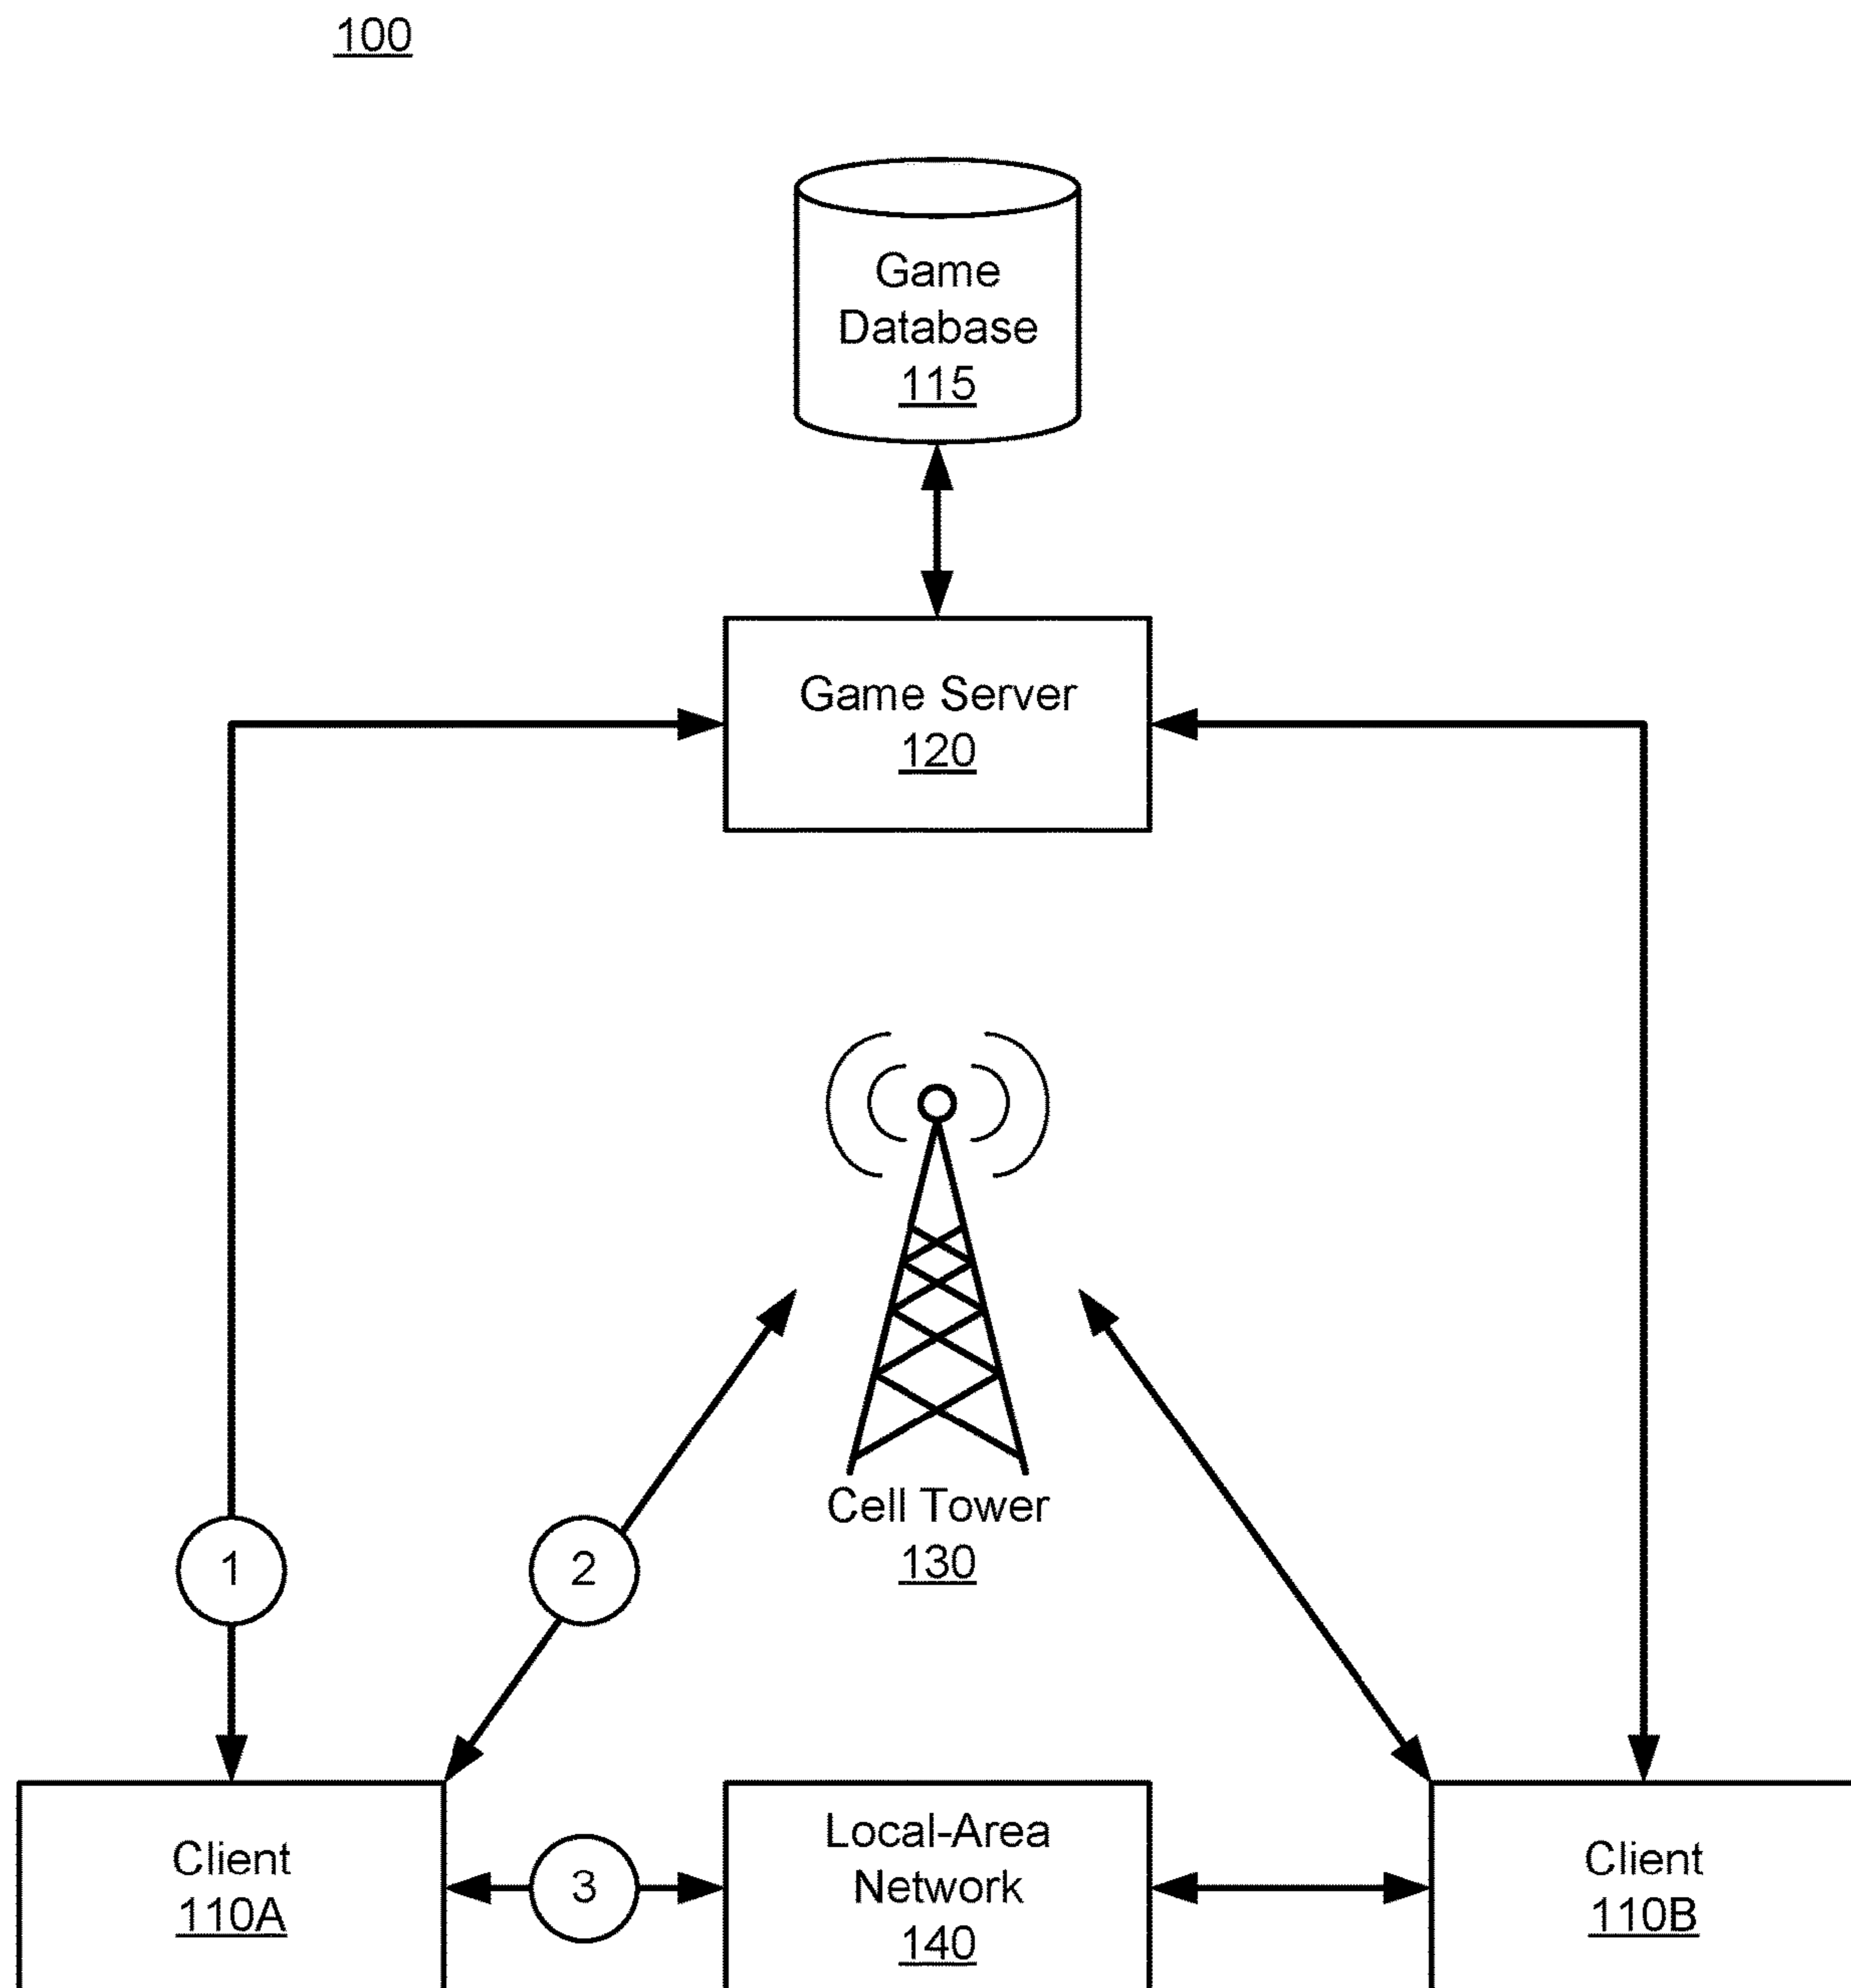 100
Game
Database
115
Game Server
120
Cell Tower
130
1
2
Client
110A
3
Local-Area
Network
140
Client
110B